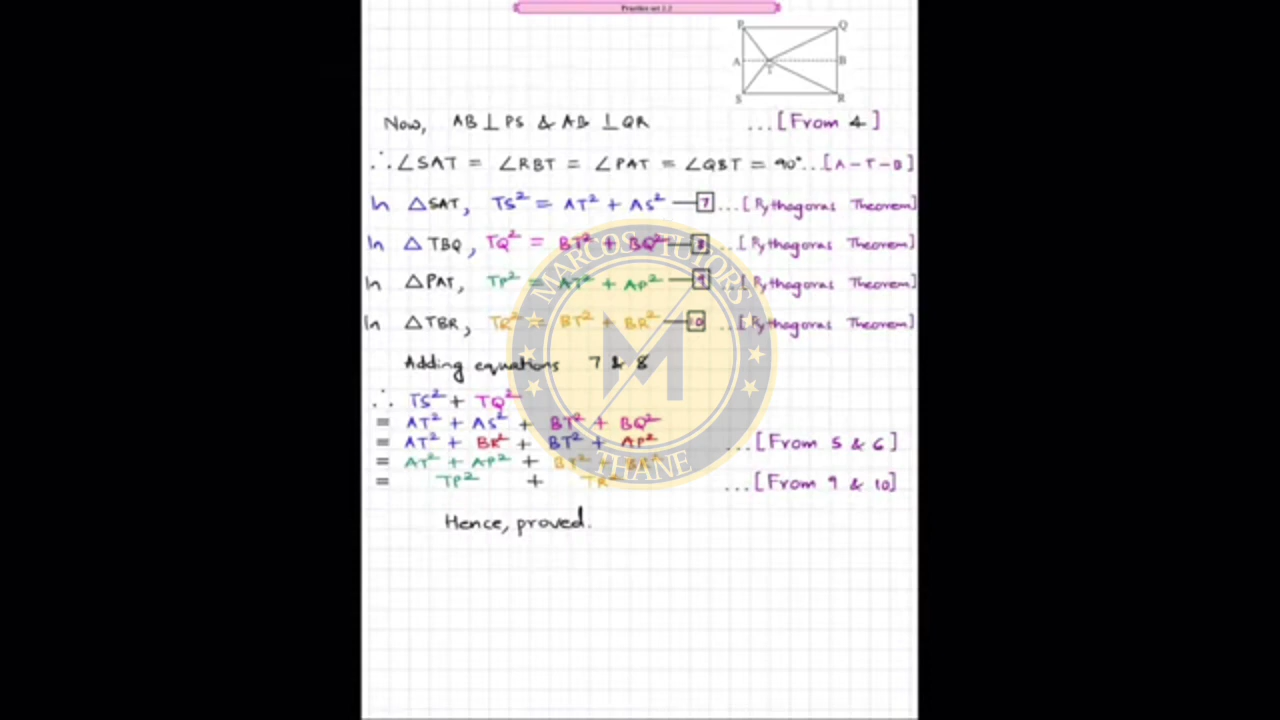 Practice set 2.2
P Q
A B
T
S R
Now, AB ⊥ PS & AB ⊥ QR ...[From 4]
∴ ∠SAT = ∠RBT = ∠PAT = ∠QBT = 90° ...[A-T-B]
In △SAT, TS² = AT² + AS² — 7 ...[Pythagoras Theorem]
In △TBQ, TQ² = BT² + BQ² — 8 ...[Pythagoras Theorem]
In △PAT, TP² = AT² + AP² — 9 ...[Pythagoras Theorem]
In △TBR, TR² = BT² + BR² — 10 ...[Pythagoras Theorem]
Adding equations 7 & 8
∴ TS² + TQ²
= AT² + AS² + BT² + BQ²
= AT² + BR² + BT² + AP² ...[From 5 & 6]
= AT² + AP² + BT² + BR²
= TP² + TR² ...[From 9 & 10]
Hence, proved.
MARCOS TUTORS
M
THANE